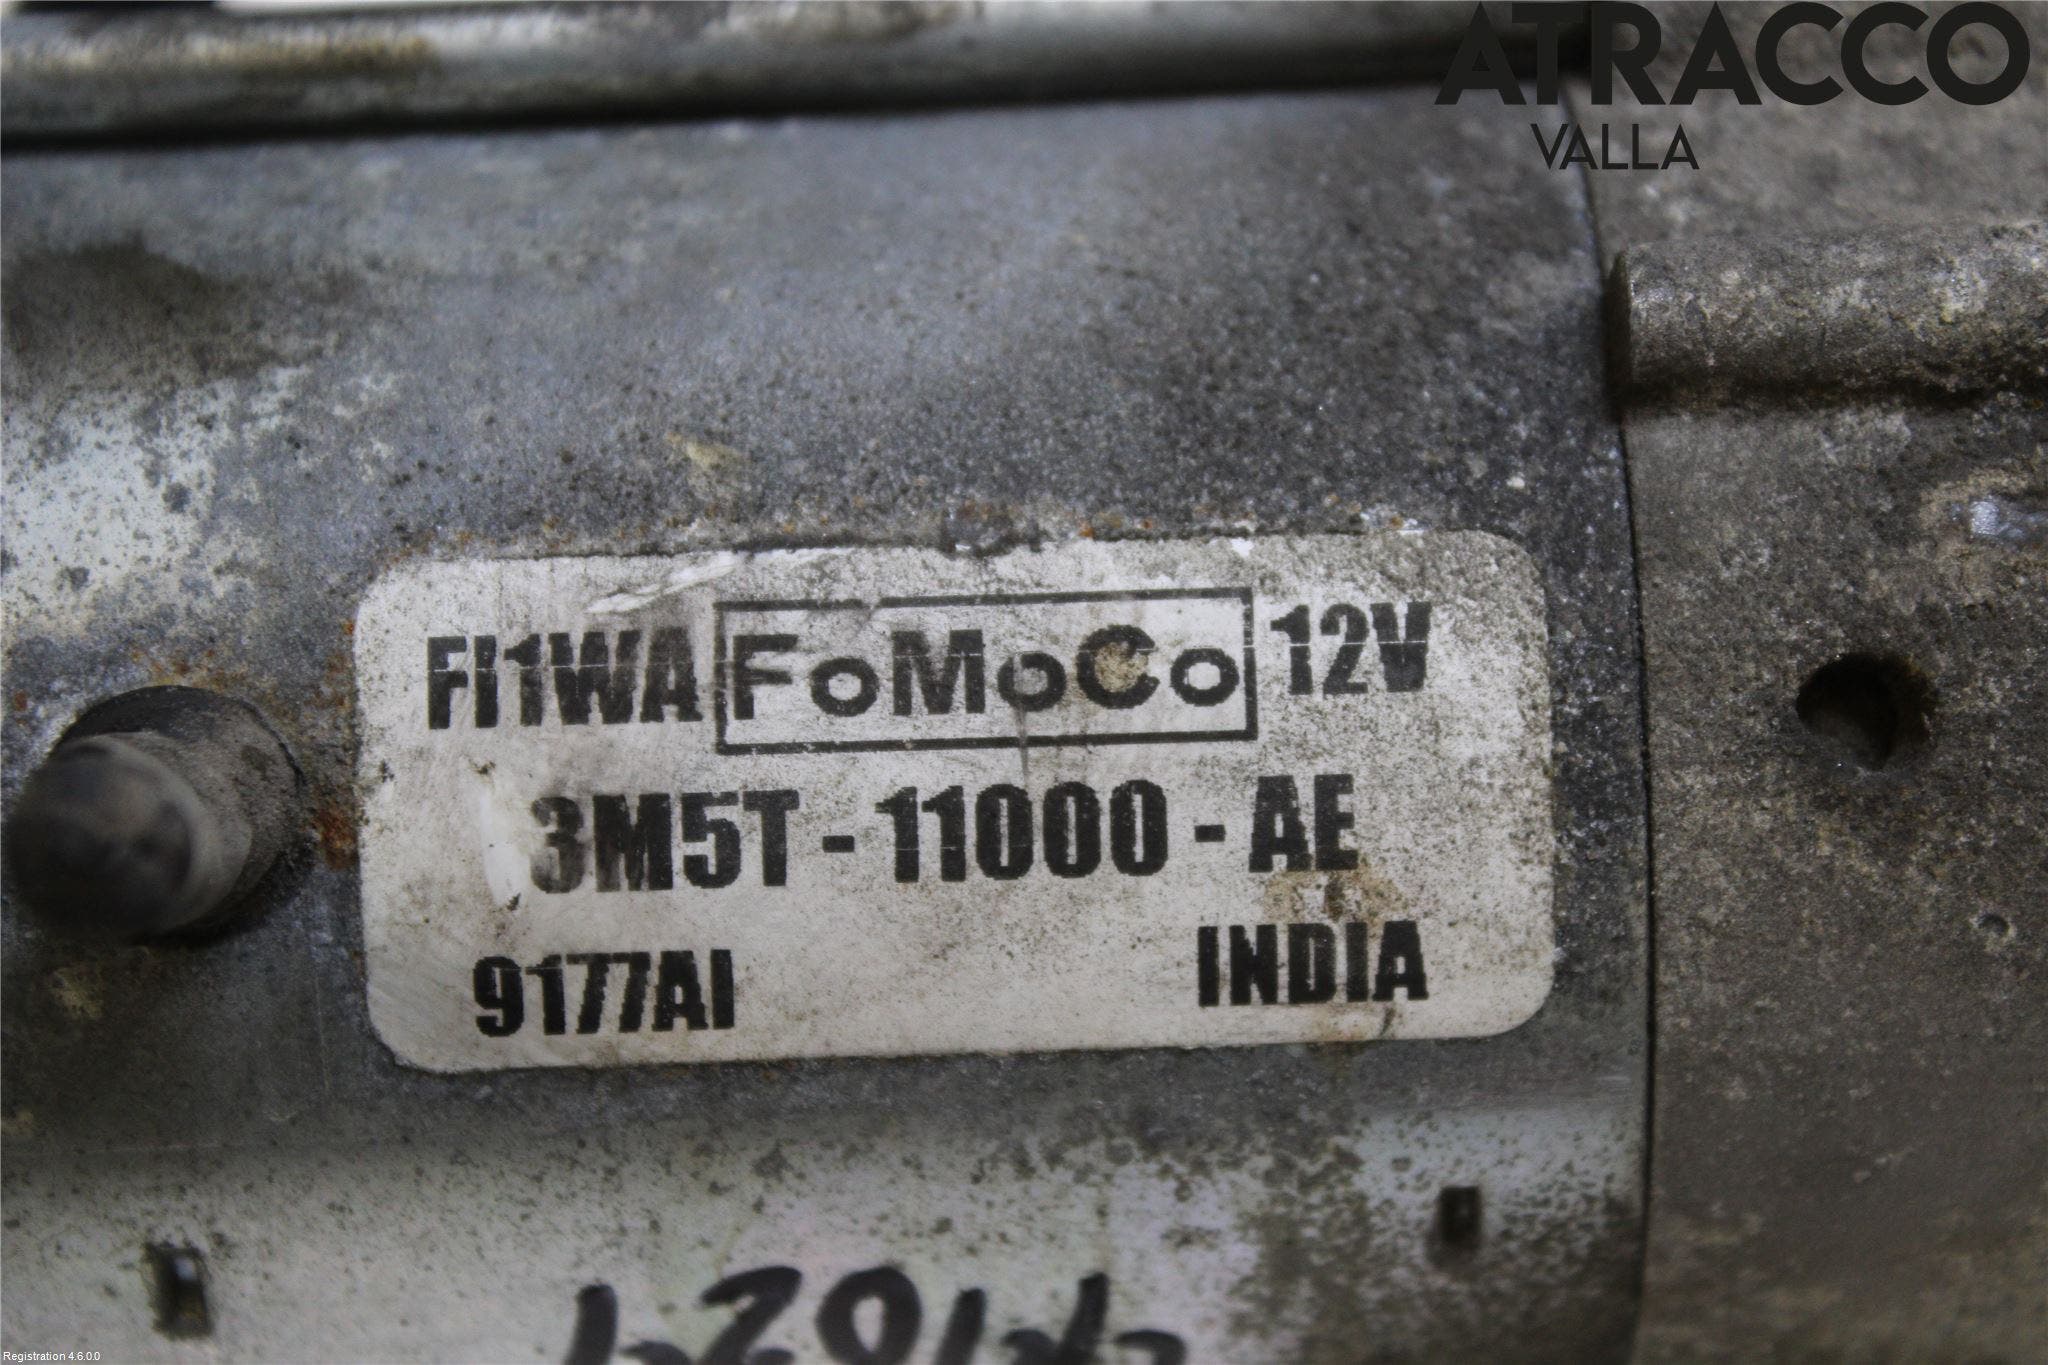 ATRACCO
VALLA
FI1WA FoMoCo 12V
3M5T - 11000 - AE
9177AI INDIA
Registration 4.6.0.0